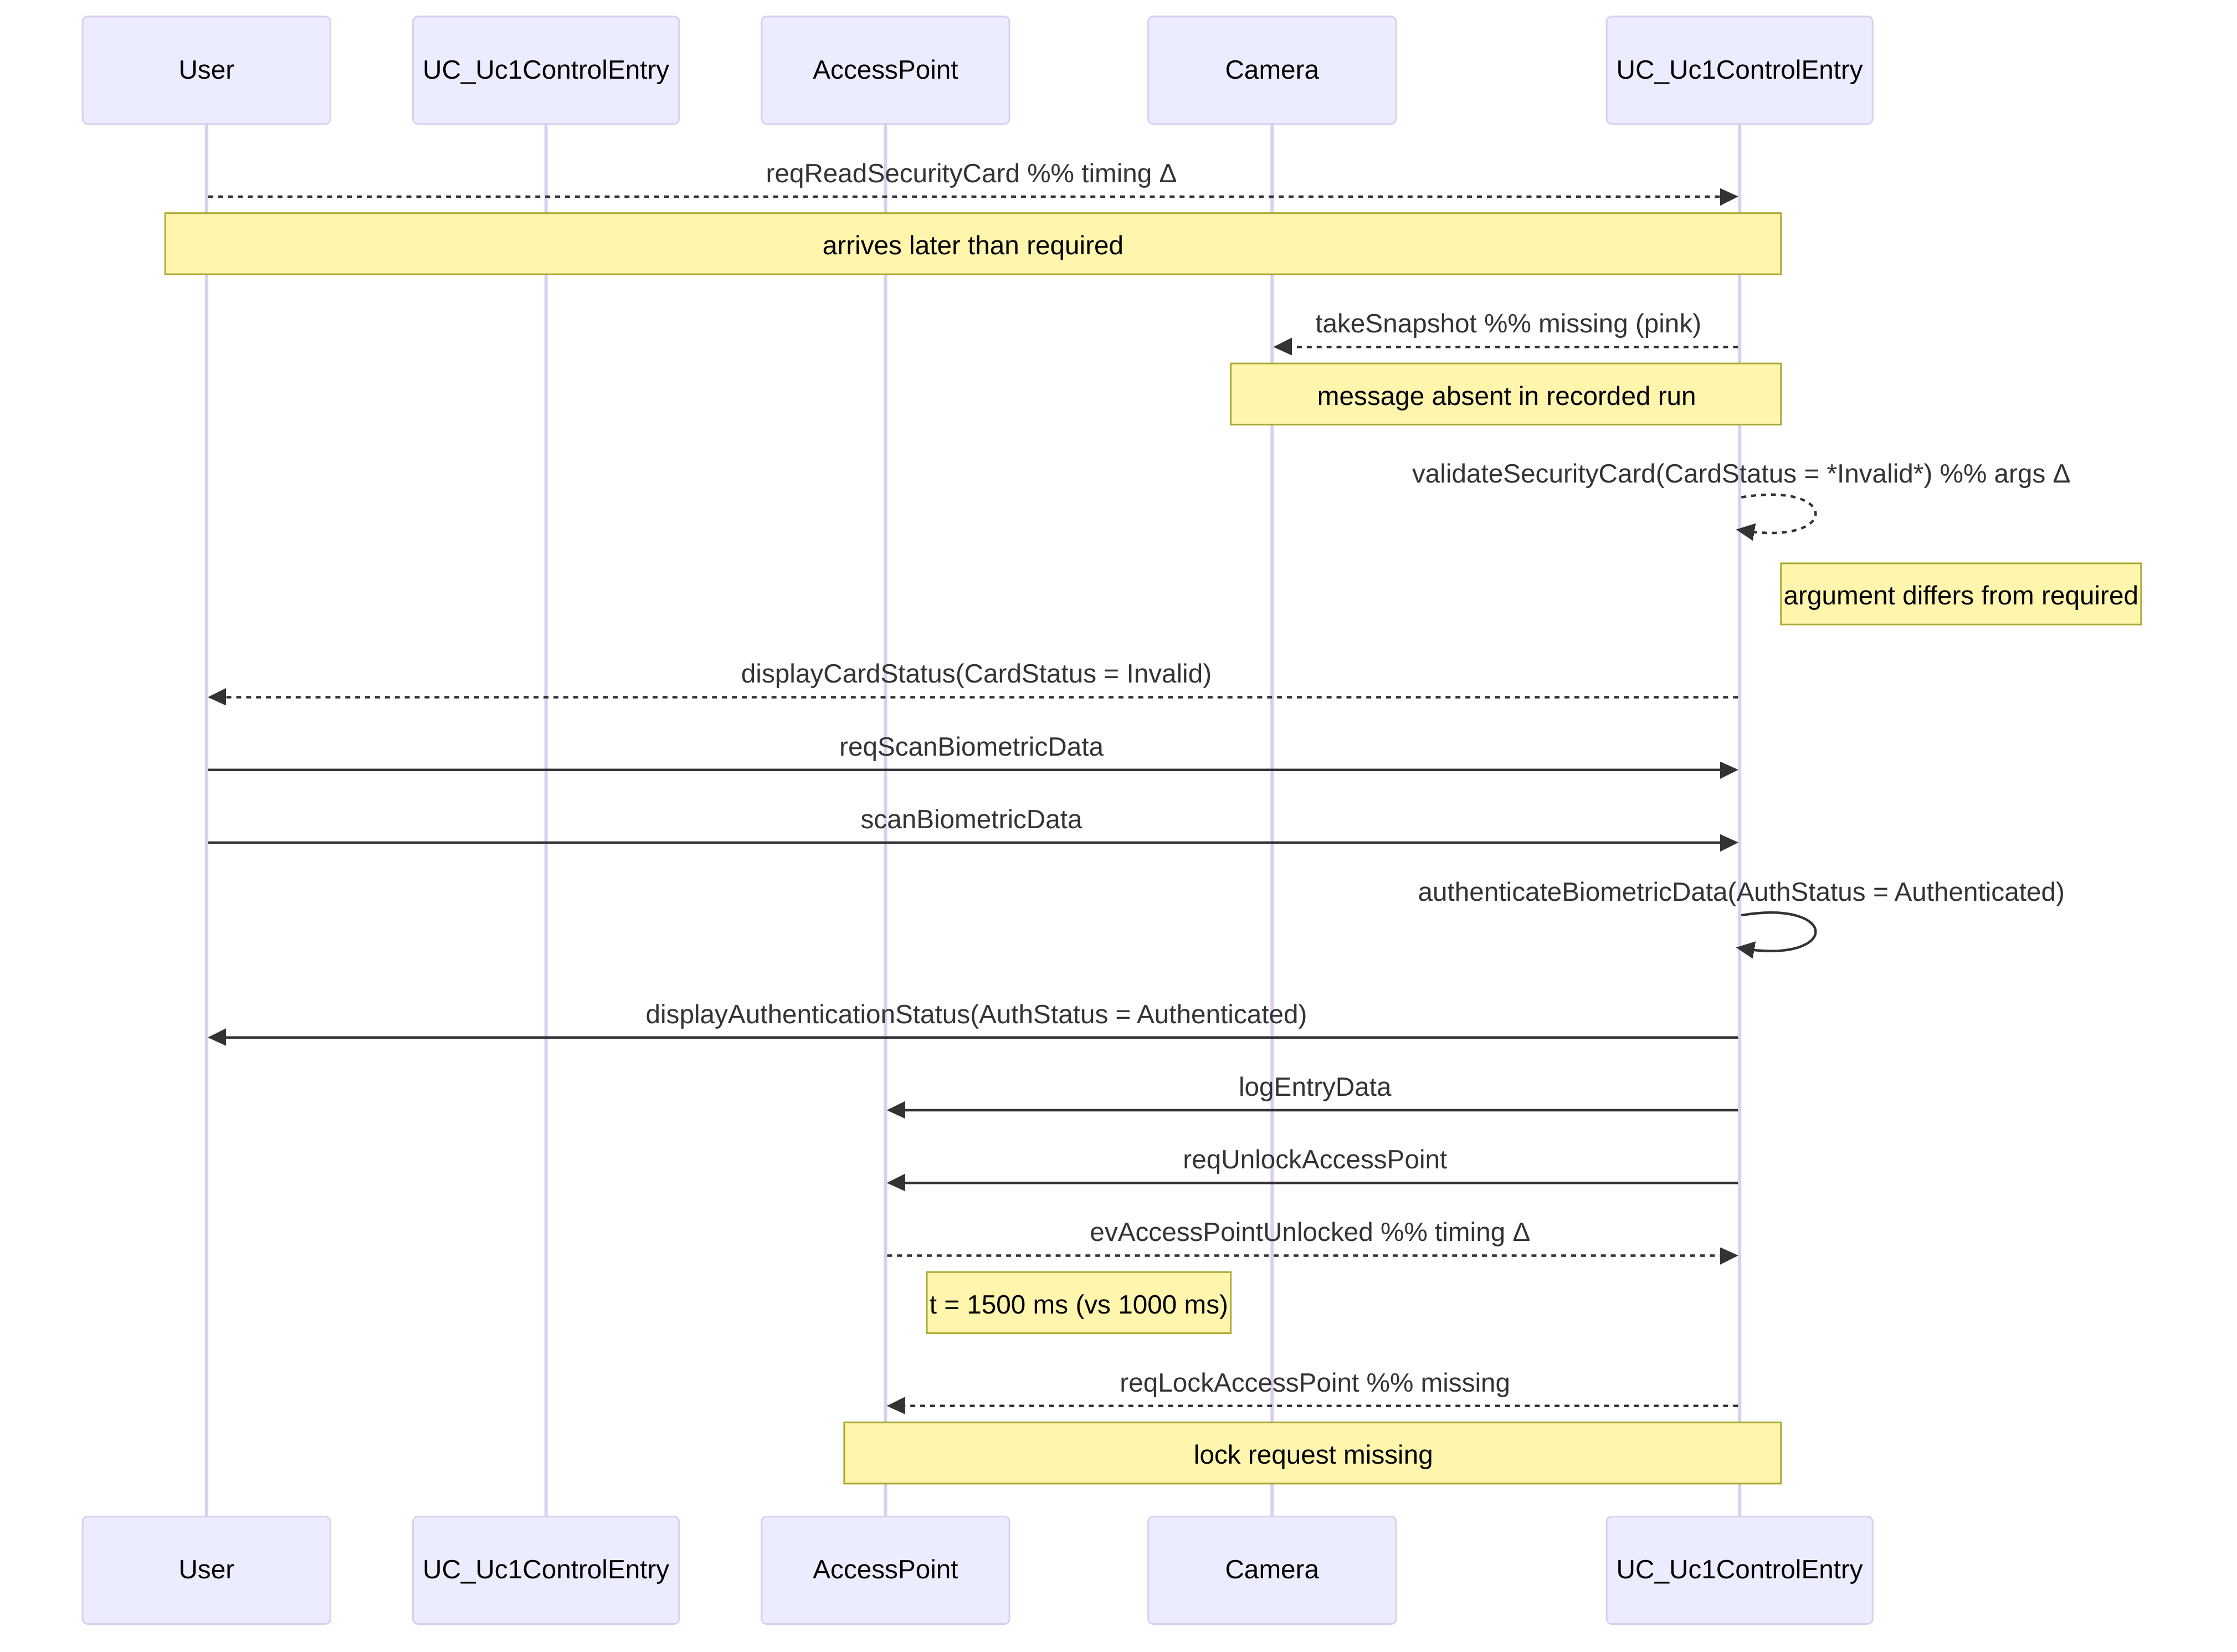 User
UC_Uc1ControlEntry
AccessPoint
Camera
UC_Uc1ControlEntry
reqReadSecurityCard %% timing Δ
arrives later than required
takeSnapshot %% missing (pink)
message absent in recorded run
validateSecurityCard(CardStatus = *Invalid*) %% args Δ
argument differs from required
displayCardStatus(CardStatus = Invalid)
reqScanBiometricData
scanBiometricData
authenticateBiometricData(AuthStatus = Authenticated)
displayAuthenticationStatus(AuthStatus = Authenticated)
logEntryData
reqUnlockAccessPoint
evAccessPointUnlocked %% timing Δ
t = 1500 ms (vs 1000 ms)
reqLockAccessPoint %% missing
lock request missing
User
UC_Uc1ControlEntry
AccessPoint
Camera
UC_Uc1ControlEntry